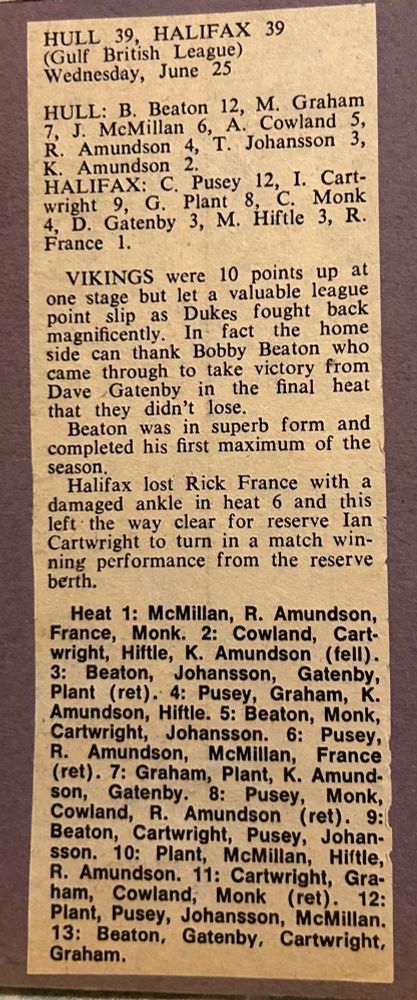 HULL 39, HALIFAX 39
(Gulf British League)
Wednesday, June 25
HULL: B. Beaton 12, M. Graham
7, J. McMillan 6, A. Cowland 5,
R. Amundson 4, T. Johansson 3,
K. Amundson 2.
HALIFAX: C. Pusey 12, I. Cart-
wright 9, G. Plant 8, C. Monk
4, D. Gatenby 3, M. Hiftle 3, R.
France 1.
VIKINGS were 10 points up at
one stage but let a valuable league
point slip as Dukes fought back
magnificently. In fact the home
side can thank Bobby Beaton who
came through to take victory from
Dave Gatenby in the final heat
that they didn't lose.
Beaton was in superb form and
completed his first maximum of the
season.
Halifax lost Rick France with a
damaged ankle in heat 6 and this
left the way clear for reserve Ian
Cartwright to turn in a match win-
ning performance from the reserve
berth.
Heat 1: McMillan, R. Amundson,
France, Monk. 2: Cowland, Cart-
wright, Hiftle, K. Amundson (fell).
3: Beaton, Johansson, Gatenby,
Plant (ret). 4: Pusey, Graham, K.
Amundson, Hiftle. 5: Beaton, Monk,
Cartwright, Johansson. 6: Pusey,
R. Amundson, McMillan, France
(ret). 7: Graham, Plant, K. Amund-
son, Gatenby. 8: Pusey, Monk,
Cowland, R. Amundson (ret). 9:
Beaton, Cartwright, Pusey, Johan-
sson. 10: Plant, McMillan, Hiftle,
R. Amundson. 11: Cartwright, Gra-
ham, Cowland, Monk (ret). 12:
Plant, Pusey, Johansson, McMillan.
13: Beaton, Gatenby, Cartwright,
Graham.